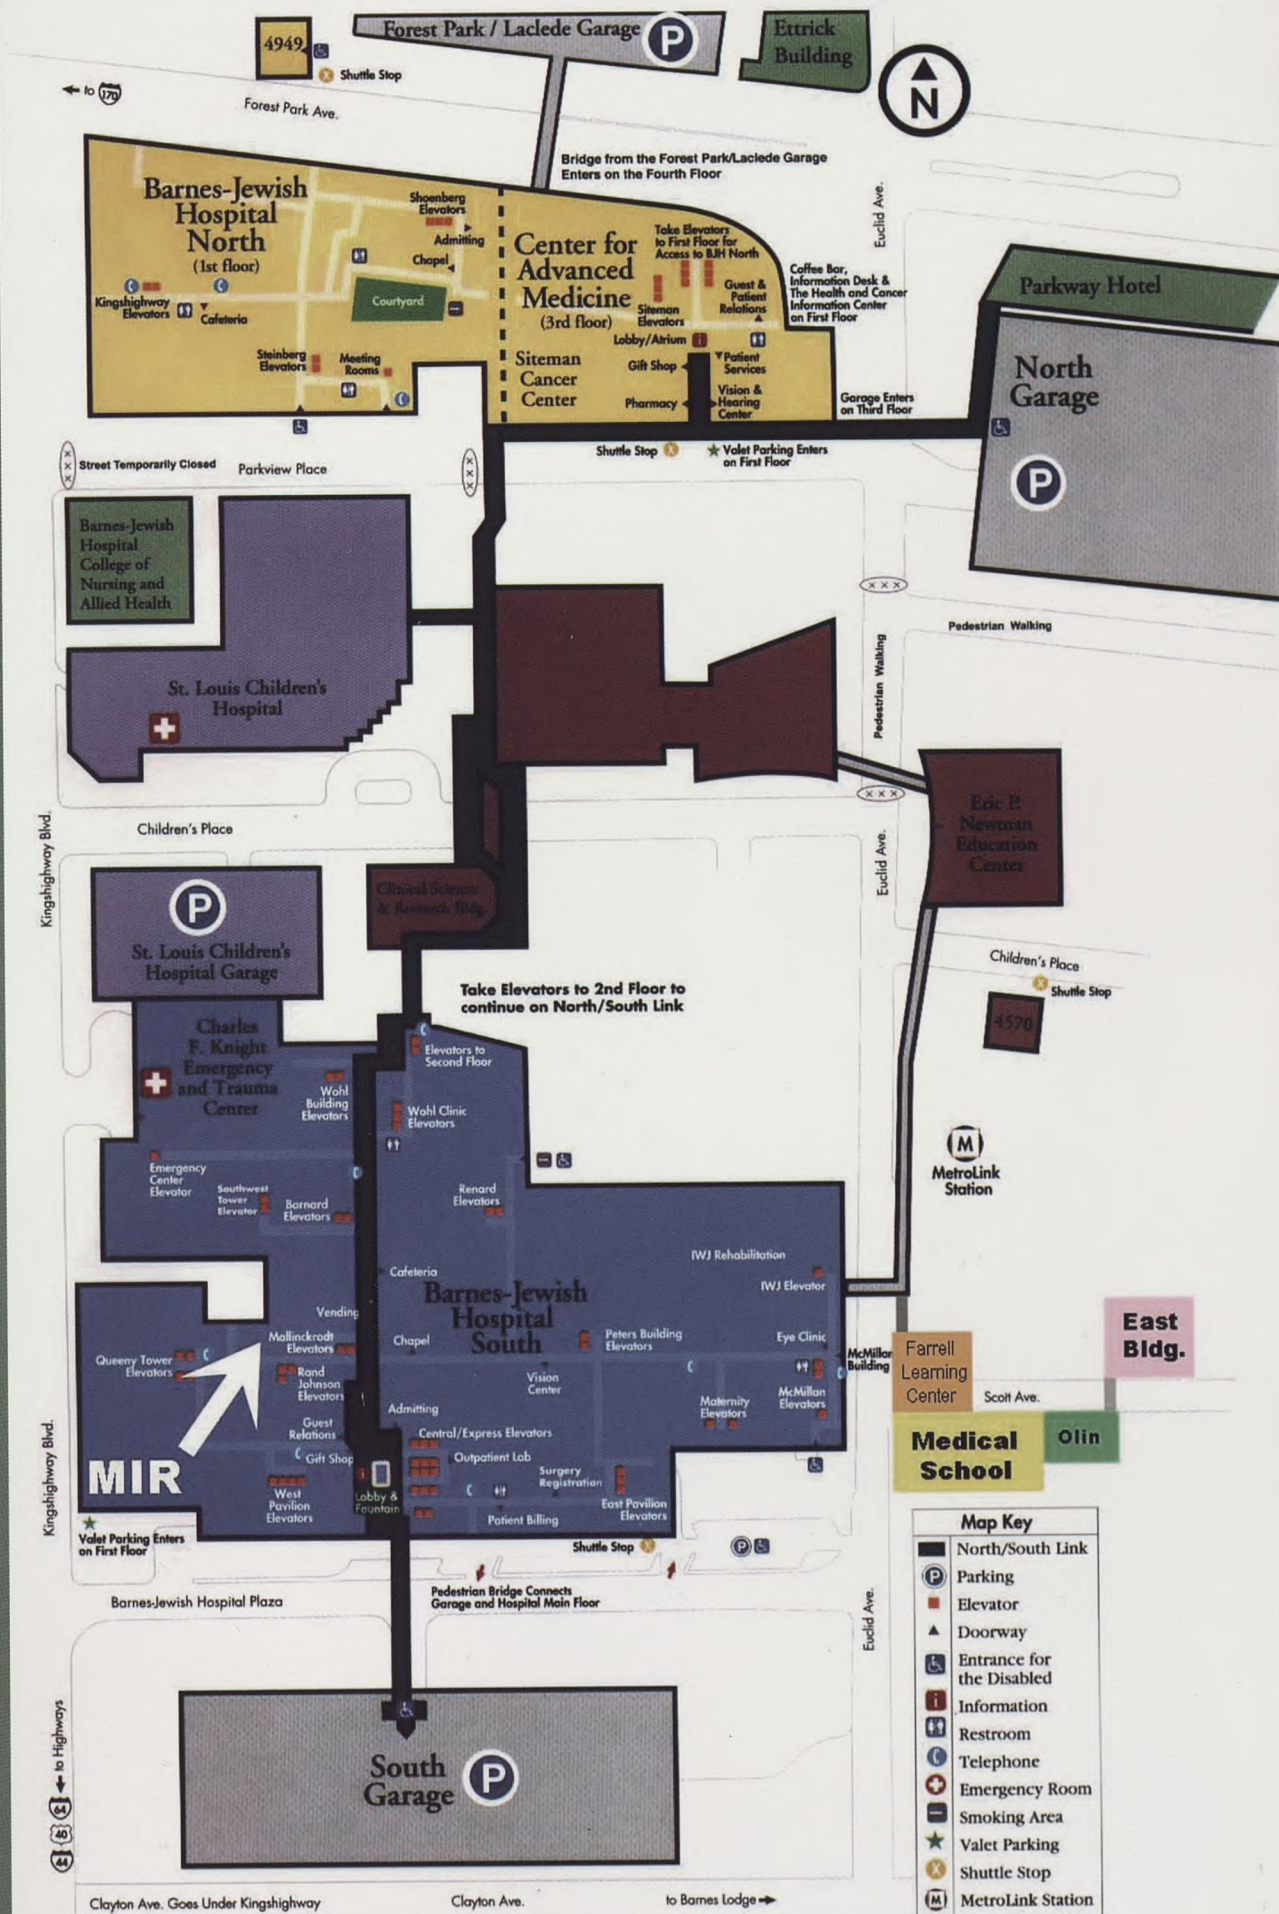 Forest Park / Laclede Garage
P
Ettrick
Building
4949
Shuttle Stop
N
to 170
Forest Park Ave.
Bridge from the Forest Park/Laclede Garage
Enters on the Fourth Floor
Euclid Ave.
Barnes-Jewish
Hospital
North
(1st floor)
Shoenberg
Elevators
Admitting
Chapel
Courtyard
Kingshighway
Elevators
Cafeteria
Steinberg
Elevators
Meeting
Rooms
Center for
Advanced
Medicine
(3rd floor)
Siteman
Cancer
Center
Take Elevators
to First Floor for
Access to BJH North
Guest &
Patient
Relations
Siteman
Elevators
Lobby/Atrium
Gift Shop
Patient
Services
Pharmacy
Vision &
Hearing
Center
Coffee Bar,
Information Desk &
The Health and Cancer
Information Center
on First Floor
Parkway Hotel
North
Garage
P
Garage Enters
on Third Floor
Shuttle Stop
Valet Parking Enters
on First Floor
xxx
Street Temporarily Closed
Parkview Place
xxx
Barnes-Jewish
Hospital
College of
Nursing and
Allied Health
St. Louis Children's
Hospital
xxx
Pedestrian Walking
Pedestrian Walking
xxx
Eric P.
Newman
Education
Center
Kingshighway Blvd.
Children's Place
Euclid Ave.
P
St. Louis Children's
Hospital Garage
Clinical Science
& Research Bldg.
Children's Place
Shuttle Stop
4570
Take Elevators to 2nd Floor to
continue on North/South Link
Charles
F. Knight
Emergency
and Trauma
Center
Elevators to
Second Floor
Wohl
Building
Elevators
Wohl Clinic
Elevators
M
MetroLink
Station
Emergency
Center
Elevator
Southwest
Tower
Elevator
Barnard
Elevators
Renard
Elevators
IWJ Rehabilitation
IWJ Elevator
Cafeteria
Barnes-Jewish
Hospital
South
Vending
Mallinckrodt
Elevators
Chapel
Peters Building
Elevators
Eye Clinic
McMillan
Building
Queeny Tower
Elevators
Rand
Johnson
Elevators
Vision
Center
Maternity
Elevators
McMillan
Elevators
Farrell
Learning
Center
East
Bldg.
Scott Ave.
Medical
School
Olin
Admitting
Guest
Relations
Gift Shop
Central/Express Elevators
Outpatient Lab
Surgery
Registration
East Pavilion
Elevators
Patient Billing
MIR
West
Pavilion
Elevators
Lobby &
Fountain
Kingshighway Blvd.
Valet Parking Enters
on First Floor
Shuttle Stop
P
Pedestrian Bridge Connects
Garage and Hospital Main Floor
Barnes-Jewish Hospital Plaza
Euclid Ave.
South
Garage
P
to Highways
64
40
44
Map Key
North/South Link
P Parking
Elevator
Doorway
Entrance for
the Disabled
i Information
Restroom
Telephone
Emergency Room
Smoking Area
Valet Parking
X Shuttle Stop
M MetroLink Station
Clayton Ave. Goes Under Kingshighway
Clayton Ave.
to Barnes Lodge